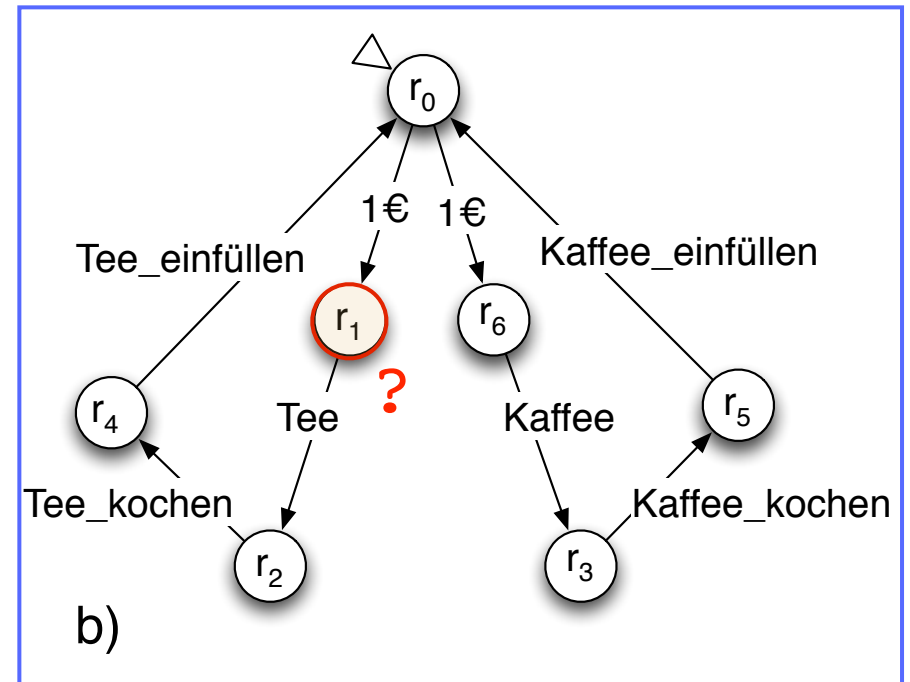 r0
1€ 1€
Tee_einfüllen Kaffee_einfüllen
r1 r6
?
r4 r5
Tee Kaffee
Tee_kochen Kaffee_kochen
r2 r3
b)